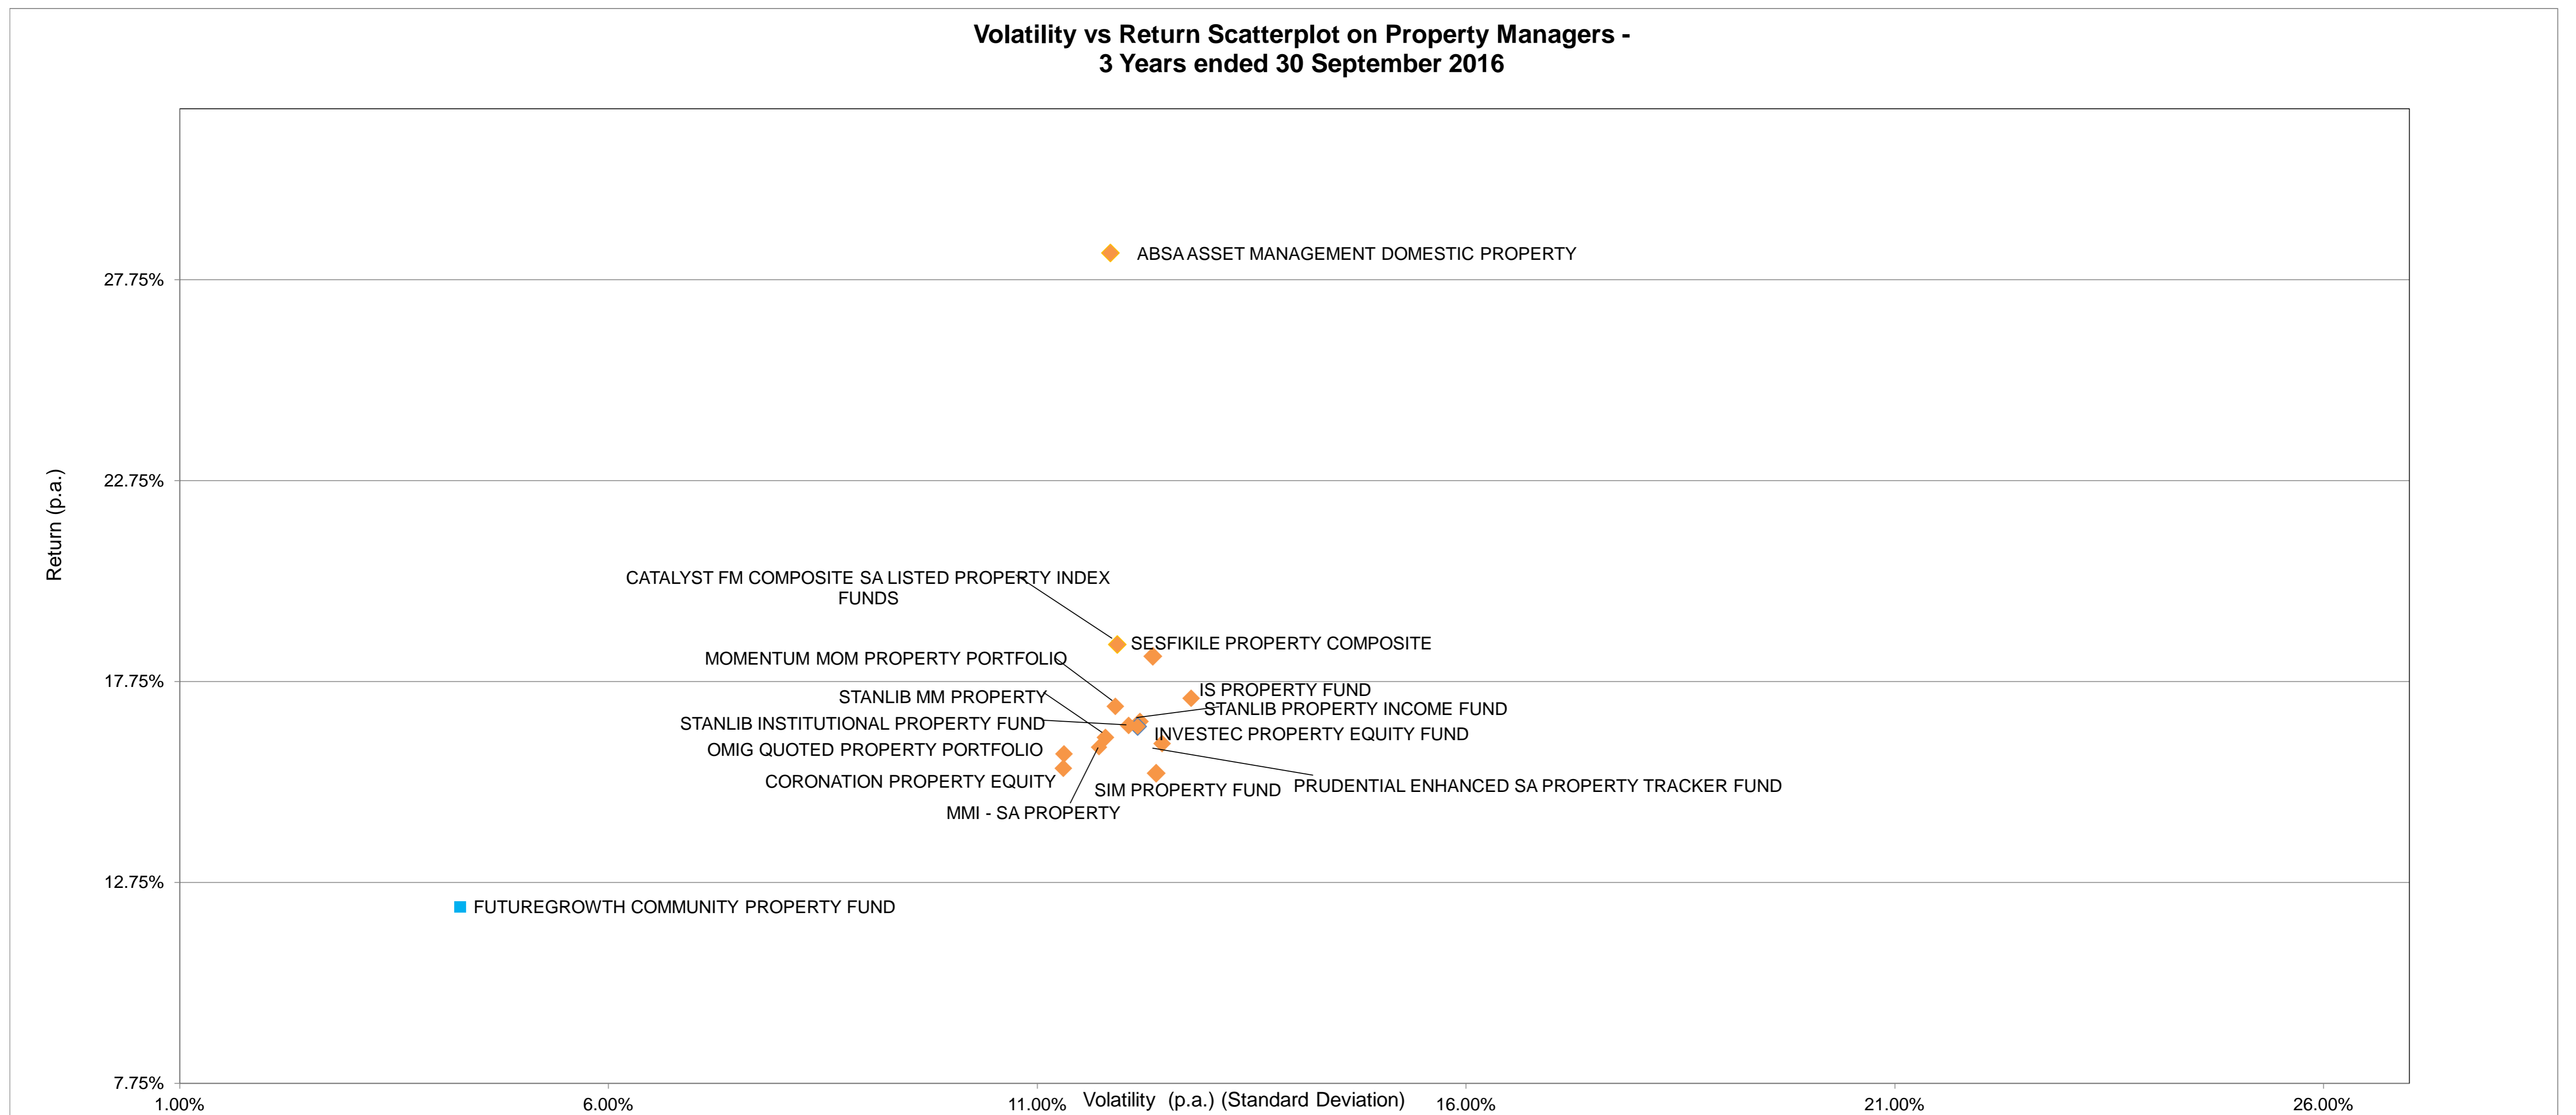 Volatility vs Return Scatterplot on Property Managers -
3 Years ended 30 September 2016
ABSA ASSET MANAGEMENT DOMESTIC PROPERTY
27.75%
22.75%
Return (p.a.)
CATALYST FM COMPOSITE SA LISTED PROPERTY INDEX
FUNDS
SESFIKILE PROPERTY COMPOSITE
MOMENTUM MOM PROPERTY PORTFOLIO
17.75%
IS PROPERTY FUND
STANLIB MM PROPERTY
STANLIB PROPERTY INCOME FUND
STANLIB INSTITUTIONAL PROPERTY FUND
INVESTEC PROPERTY EQUITY FUND
OMIG QUOTED PROPERTY PORTFOLIO
CORONATION PROPERTY EQUITY
PRUDENTIAL ENHANCED SA PROPERTY TRACKER FUND
SIM PROPERTY FUND
MMI - SA PROPERTY
12.75%
FUTUREGROWTH COMMUNITY PROPERTY FUND
7.75%
1.00%
6.00%
11.00%
Volatility (p.a.) (Standard Deviation)
16.00%
21.00%
26.00%